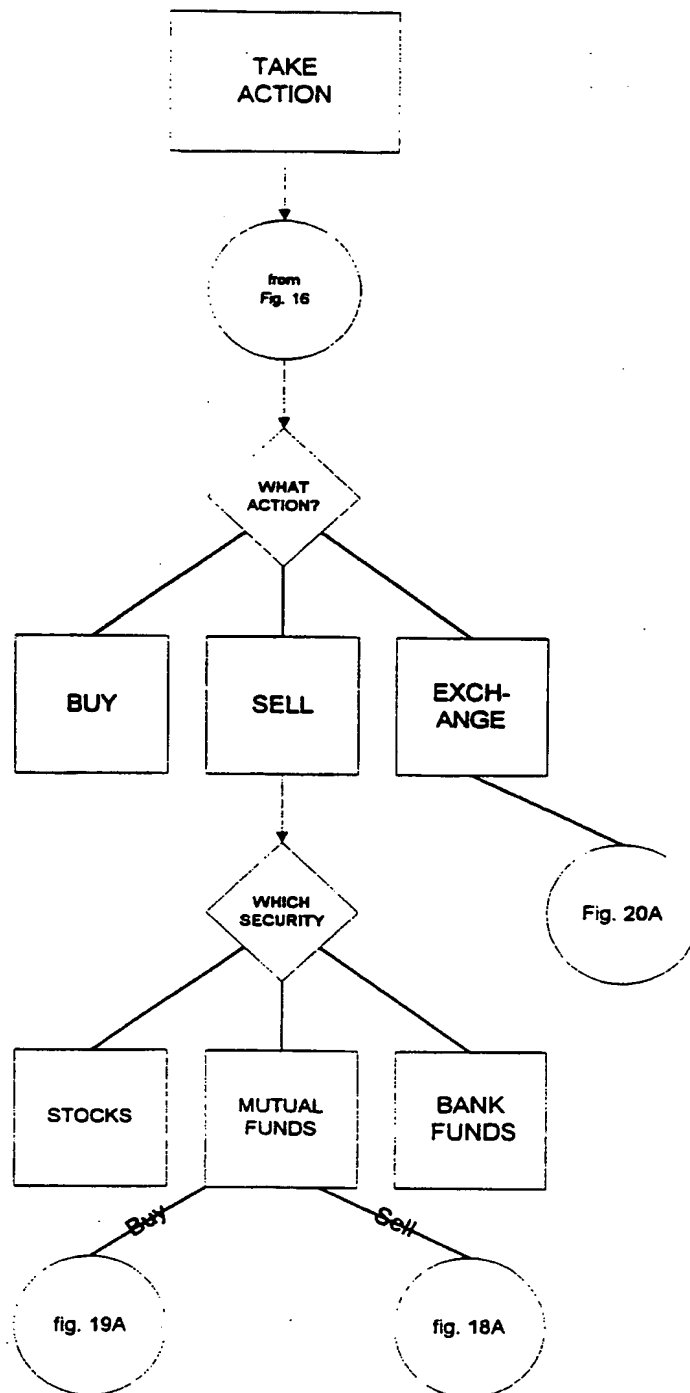 TAKE
ACTION
from
Fig. 16
WHAT
ACTION?
BUY
SELL
EXCH-
ANGE
WHICH
SECURITY
Fig. 20A
STOCKS
MUTUAL
FUNDS
BANK
FUNDS
Buy
Sell
fig. 19A
fig. 18A